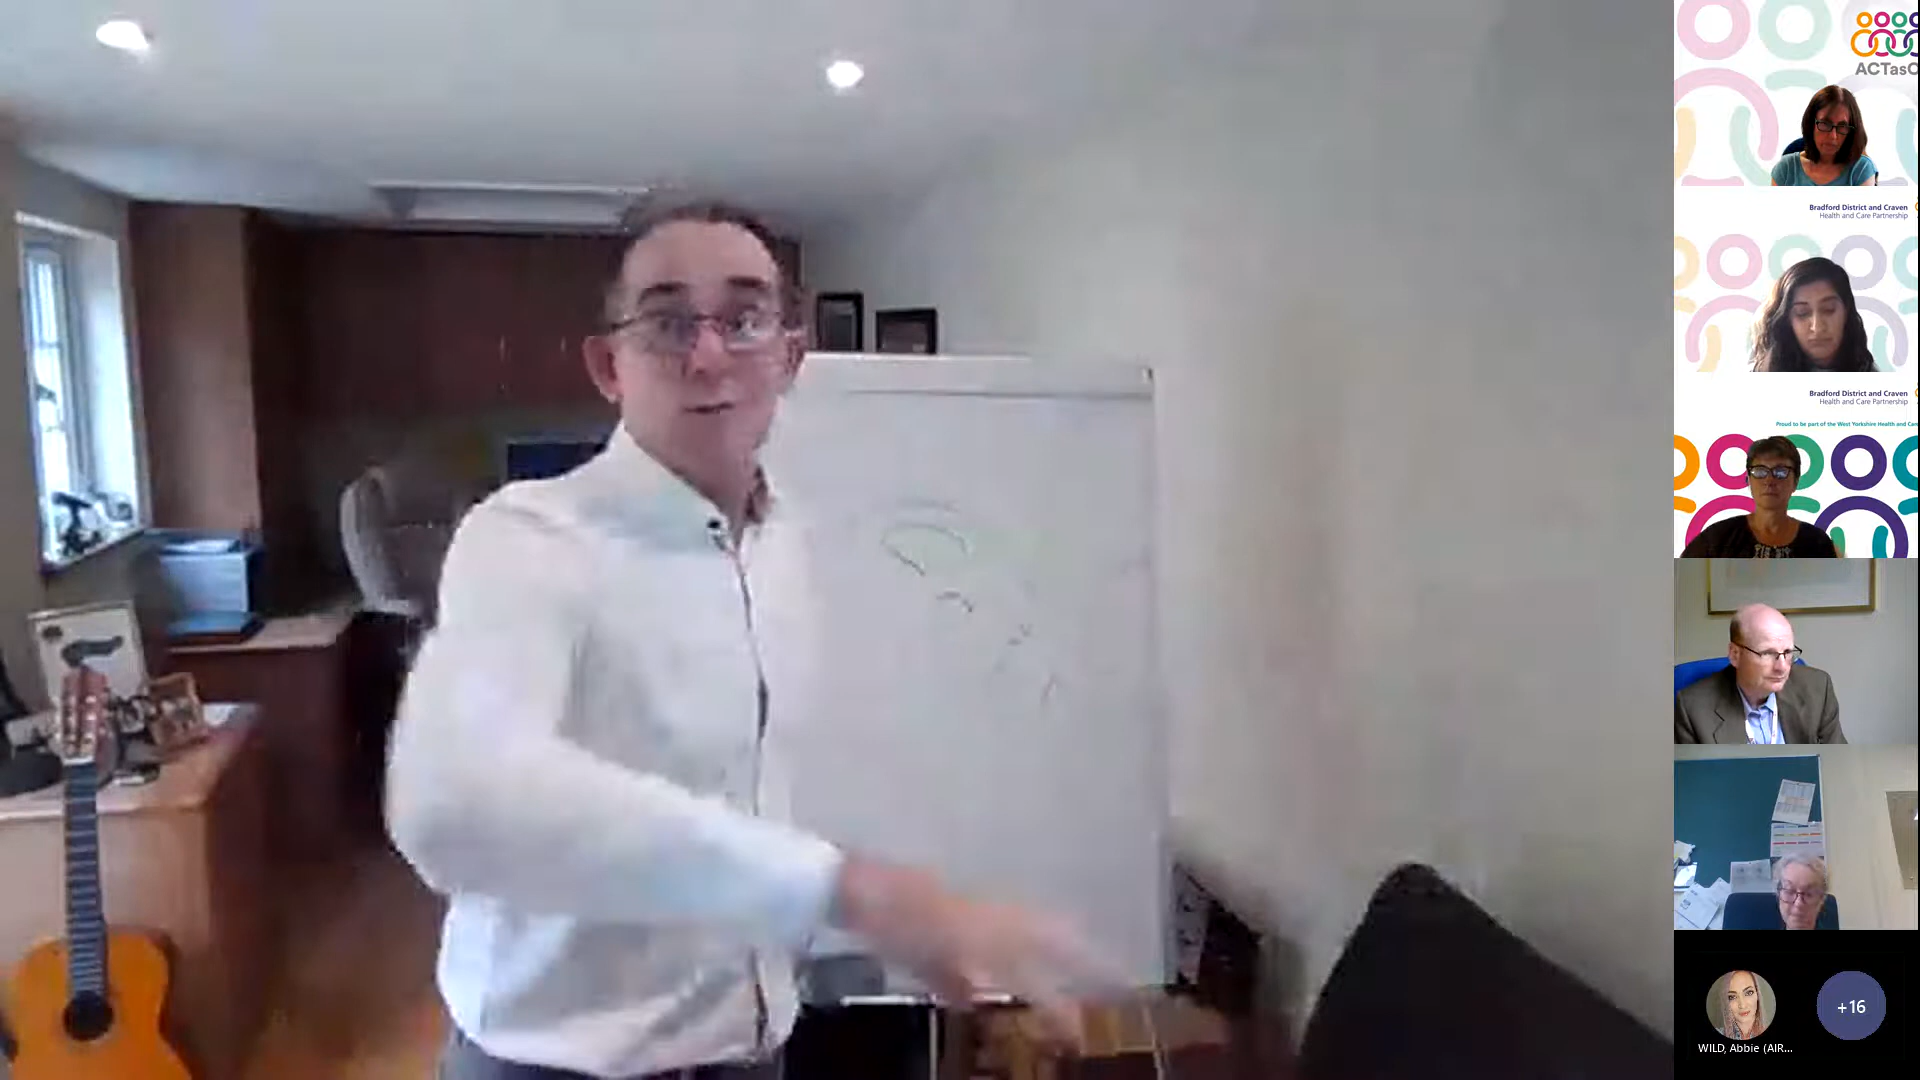 ACTasO
Bradford District and Craven
Health and Care Partnership
Bradford District and Craven
Health and Care Partnership
Proud to be part of the West Yorkshire Health and Car
WILD, Abbie (AIR...
+16